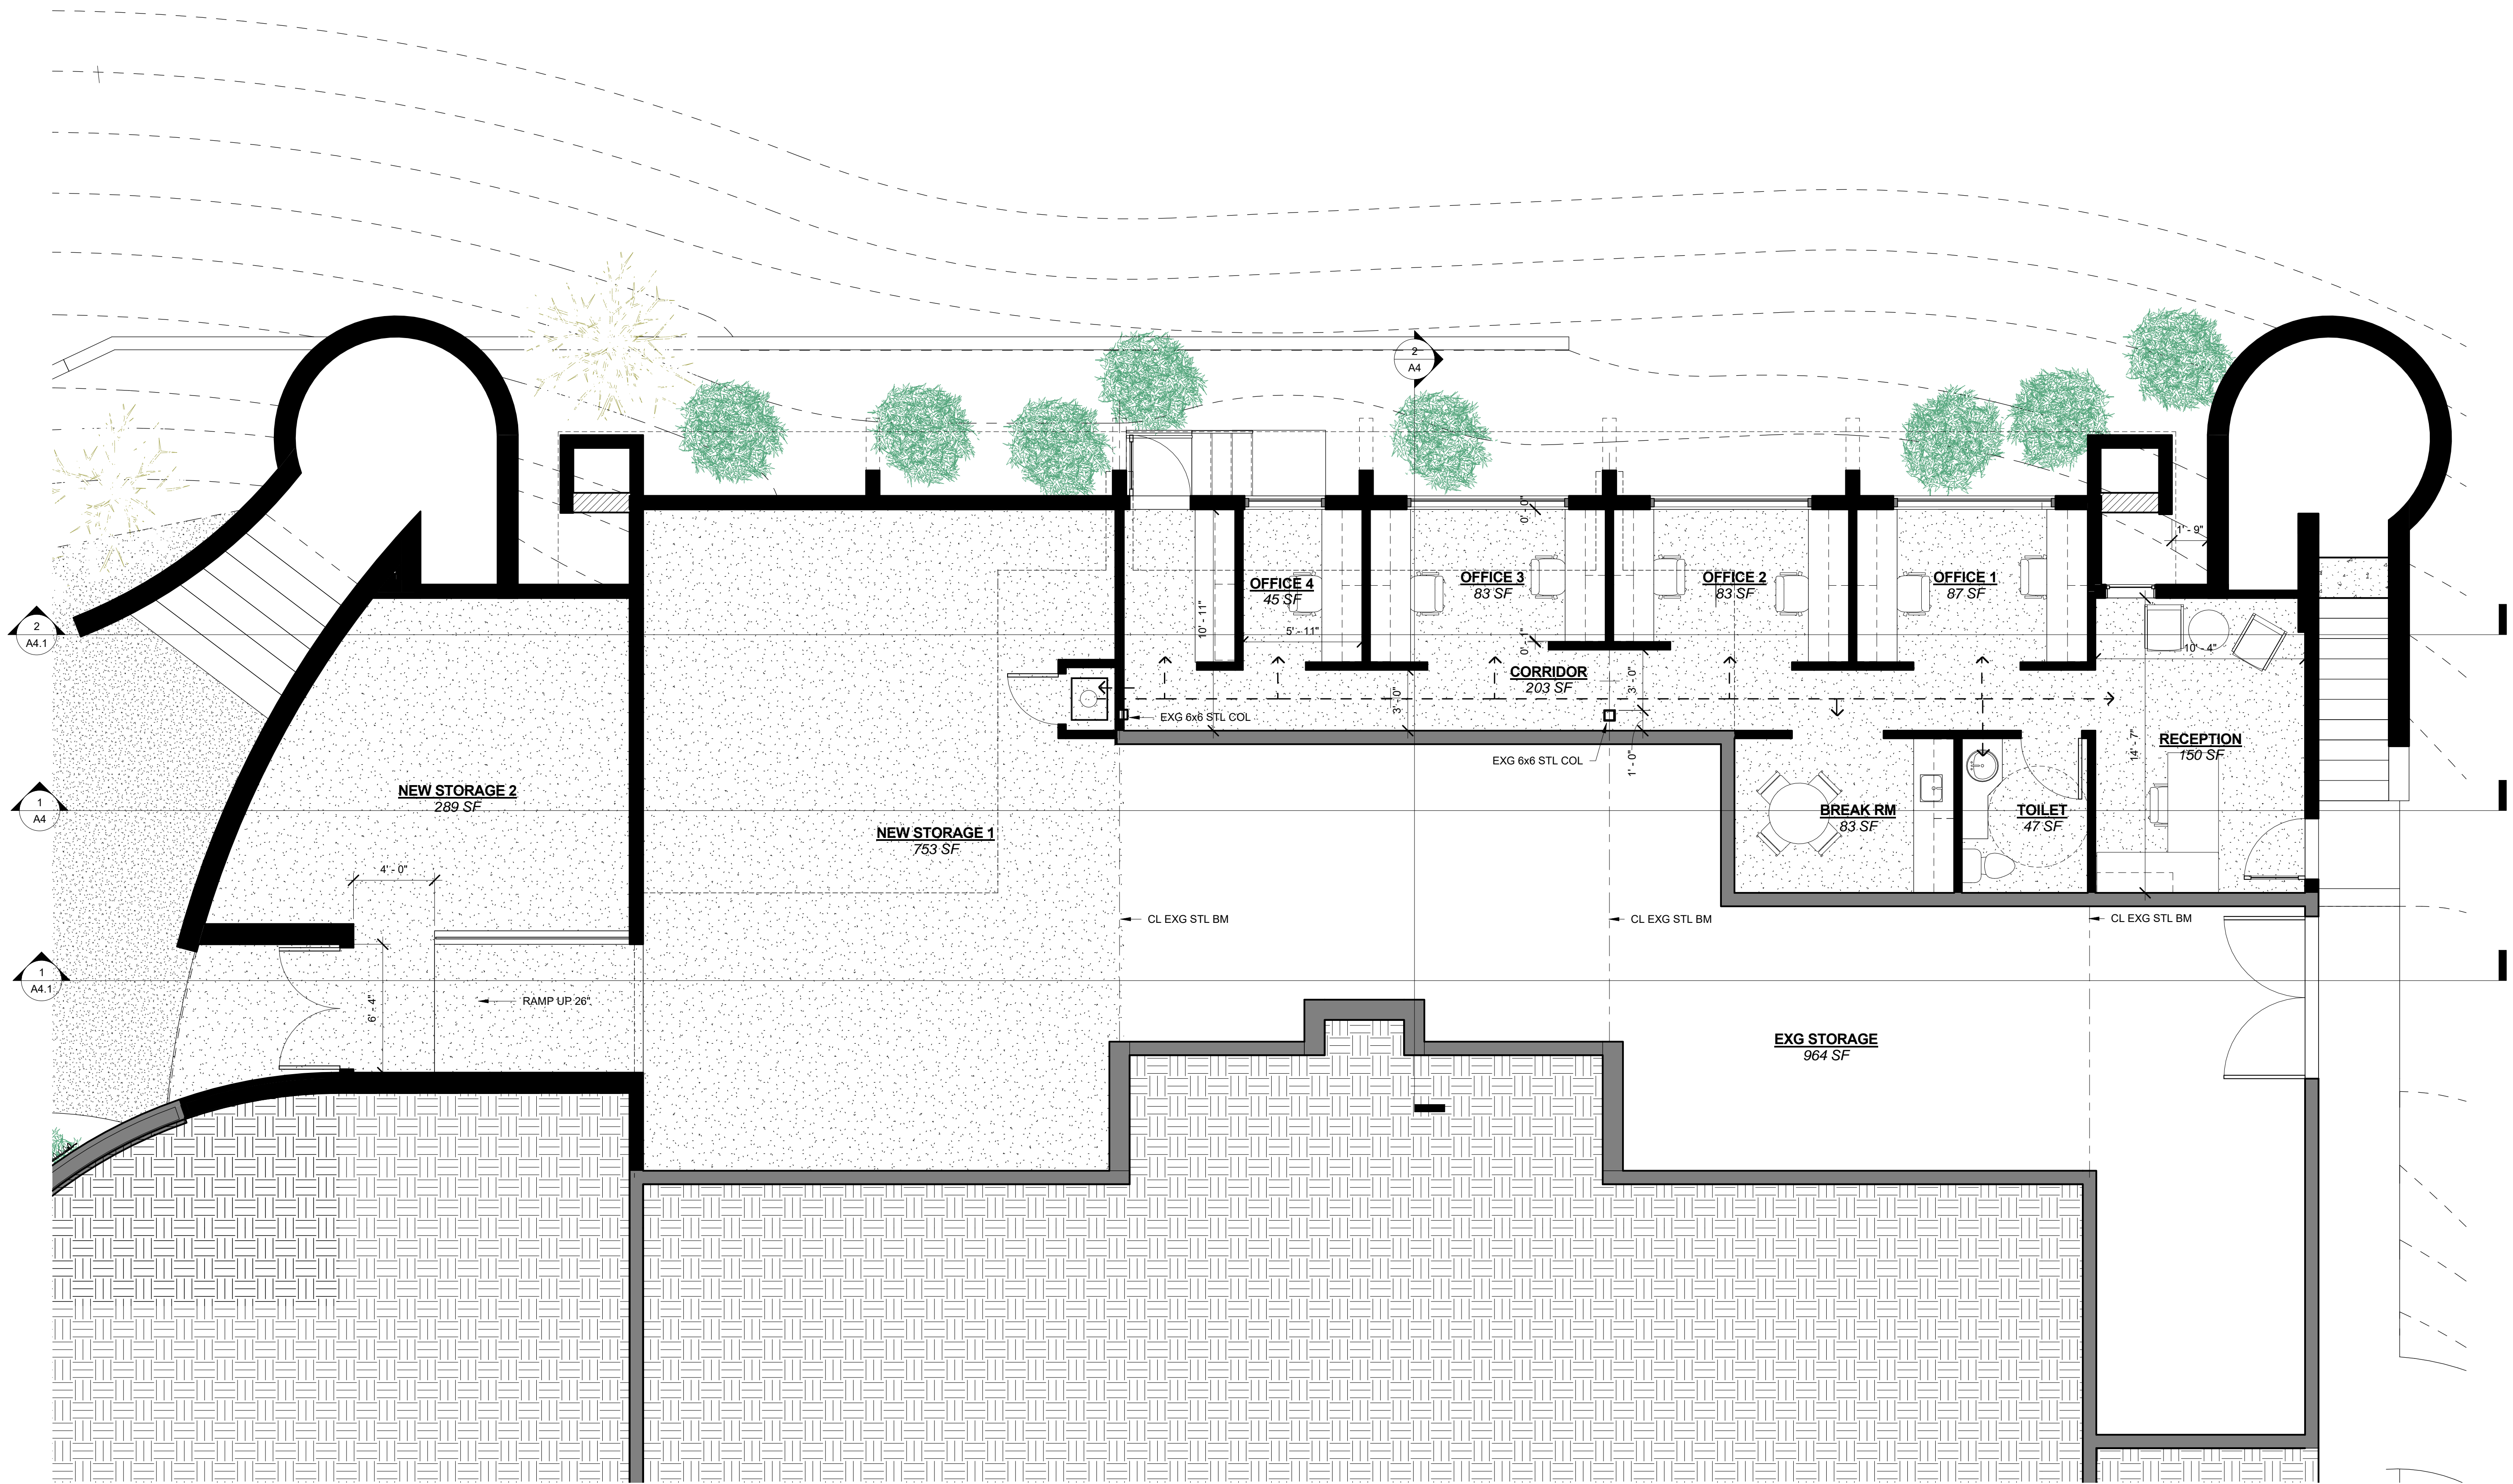 2
A4
1' - 9"
0' - 0"
OFFICE 4
45 SF
OFFICE 3
83 SF
OFFICE 2
83 SF
OFFICE 1
87 SF
10' - 11"
5' - 11"
0' - 1"
10' - 4"
2
A4.1
CORRIDOR
203 SF
3' - 0"
3' - 0"
EXG 6x6 STL COL
EXG 6x6 STL COL
1' - 0"
14' - 7"
RECEPTION
150 SF
NEW STORAGE 2
289 SF
1
A4
NEW STORAGE 1
753 SF
BREAK RM
83 SF
TOILET
47 SF
4' - 0"
CL EXG STL BM
CL EXG STL BM
CL EXG STL BM
1
A4.1
6' - 4"
RAMP UP 26"
EXG STORAGE
964 SF